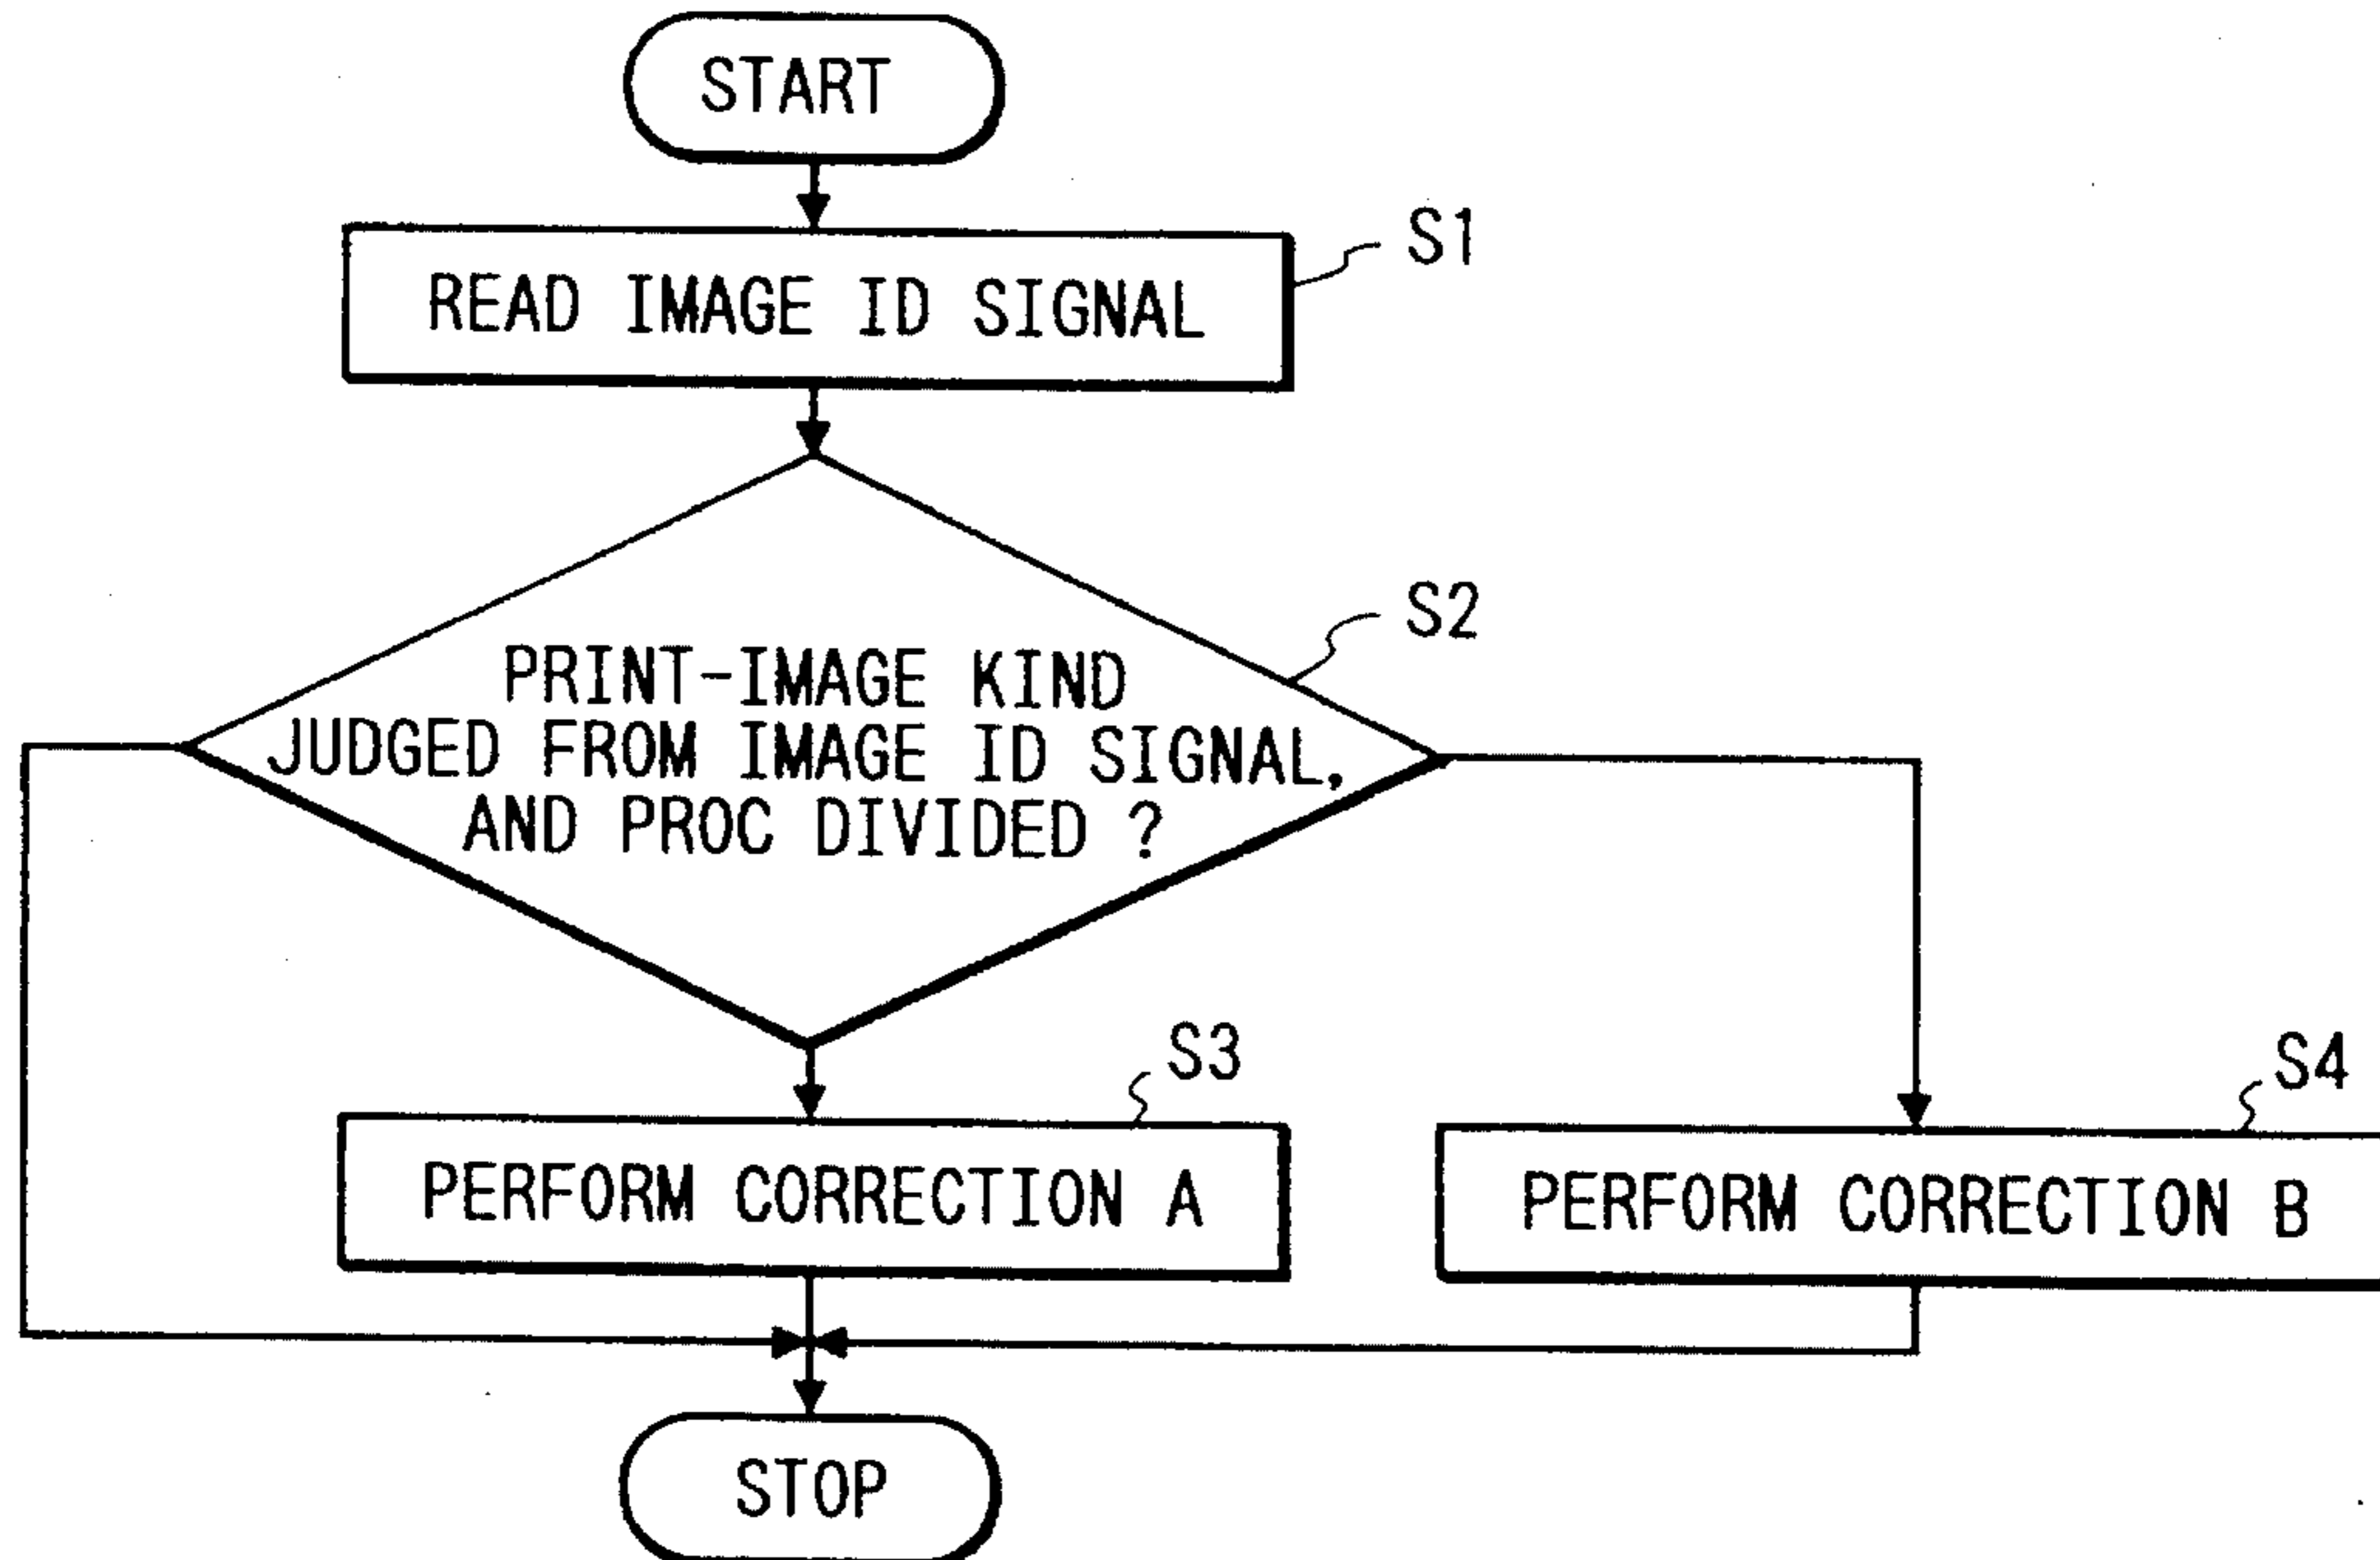 START
S1
READ IMAGE ID SIGNAL
S2
PRINT-IMAGE KIND
JUDGED FROM IMAGE ID SIGNAL,
AND PROC DIVIDED ?
S3
S4
PERFORM CORRECTION A
PERFORM CORRECTION B
STOP